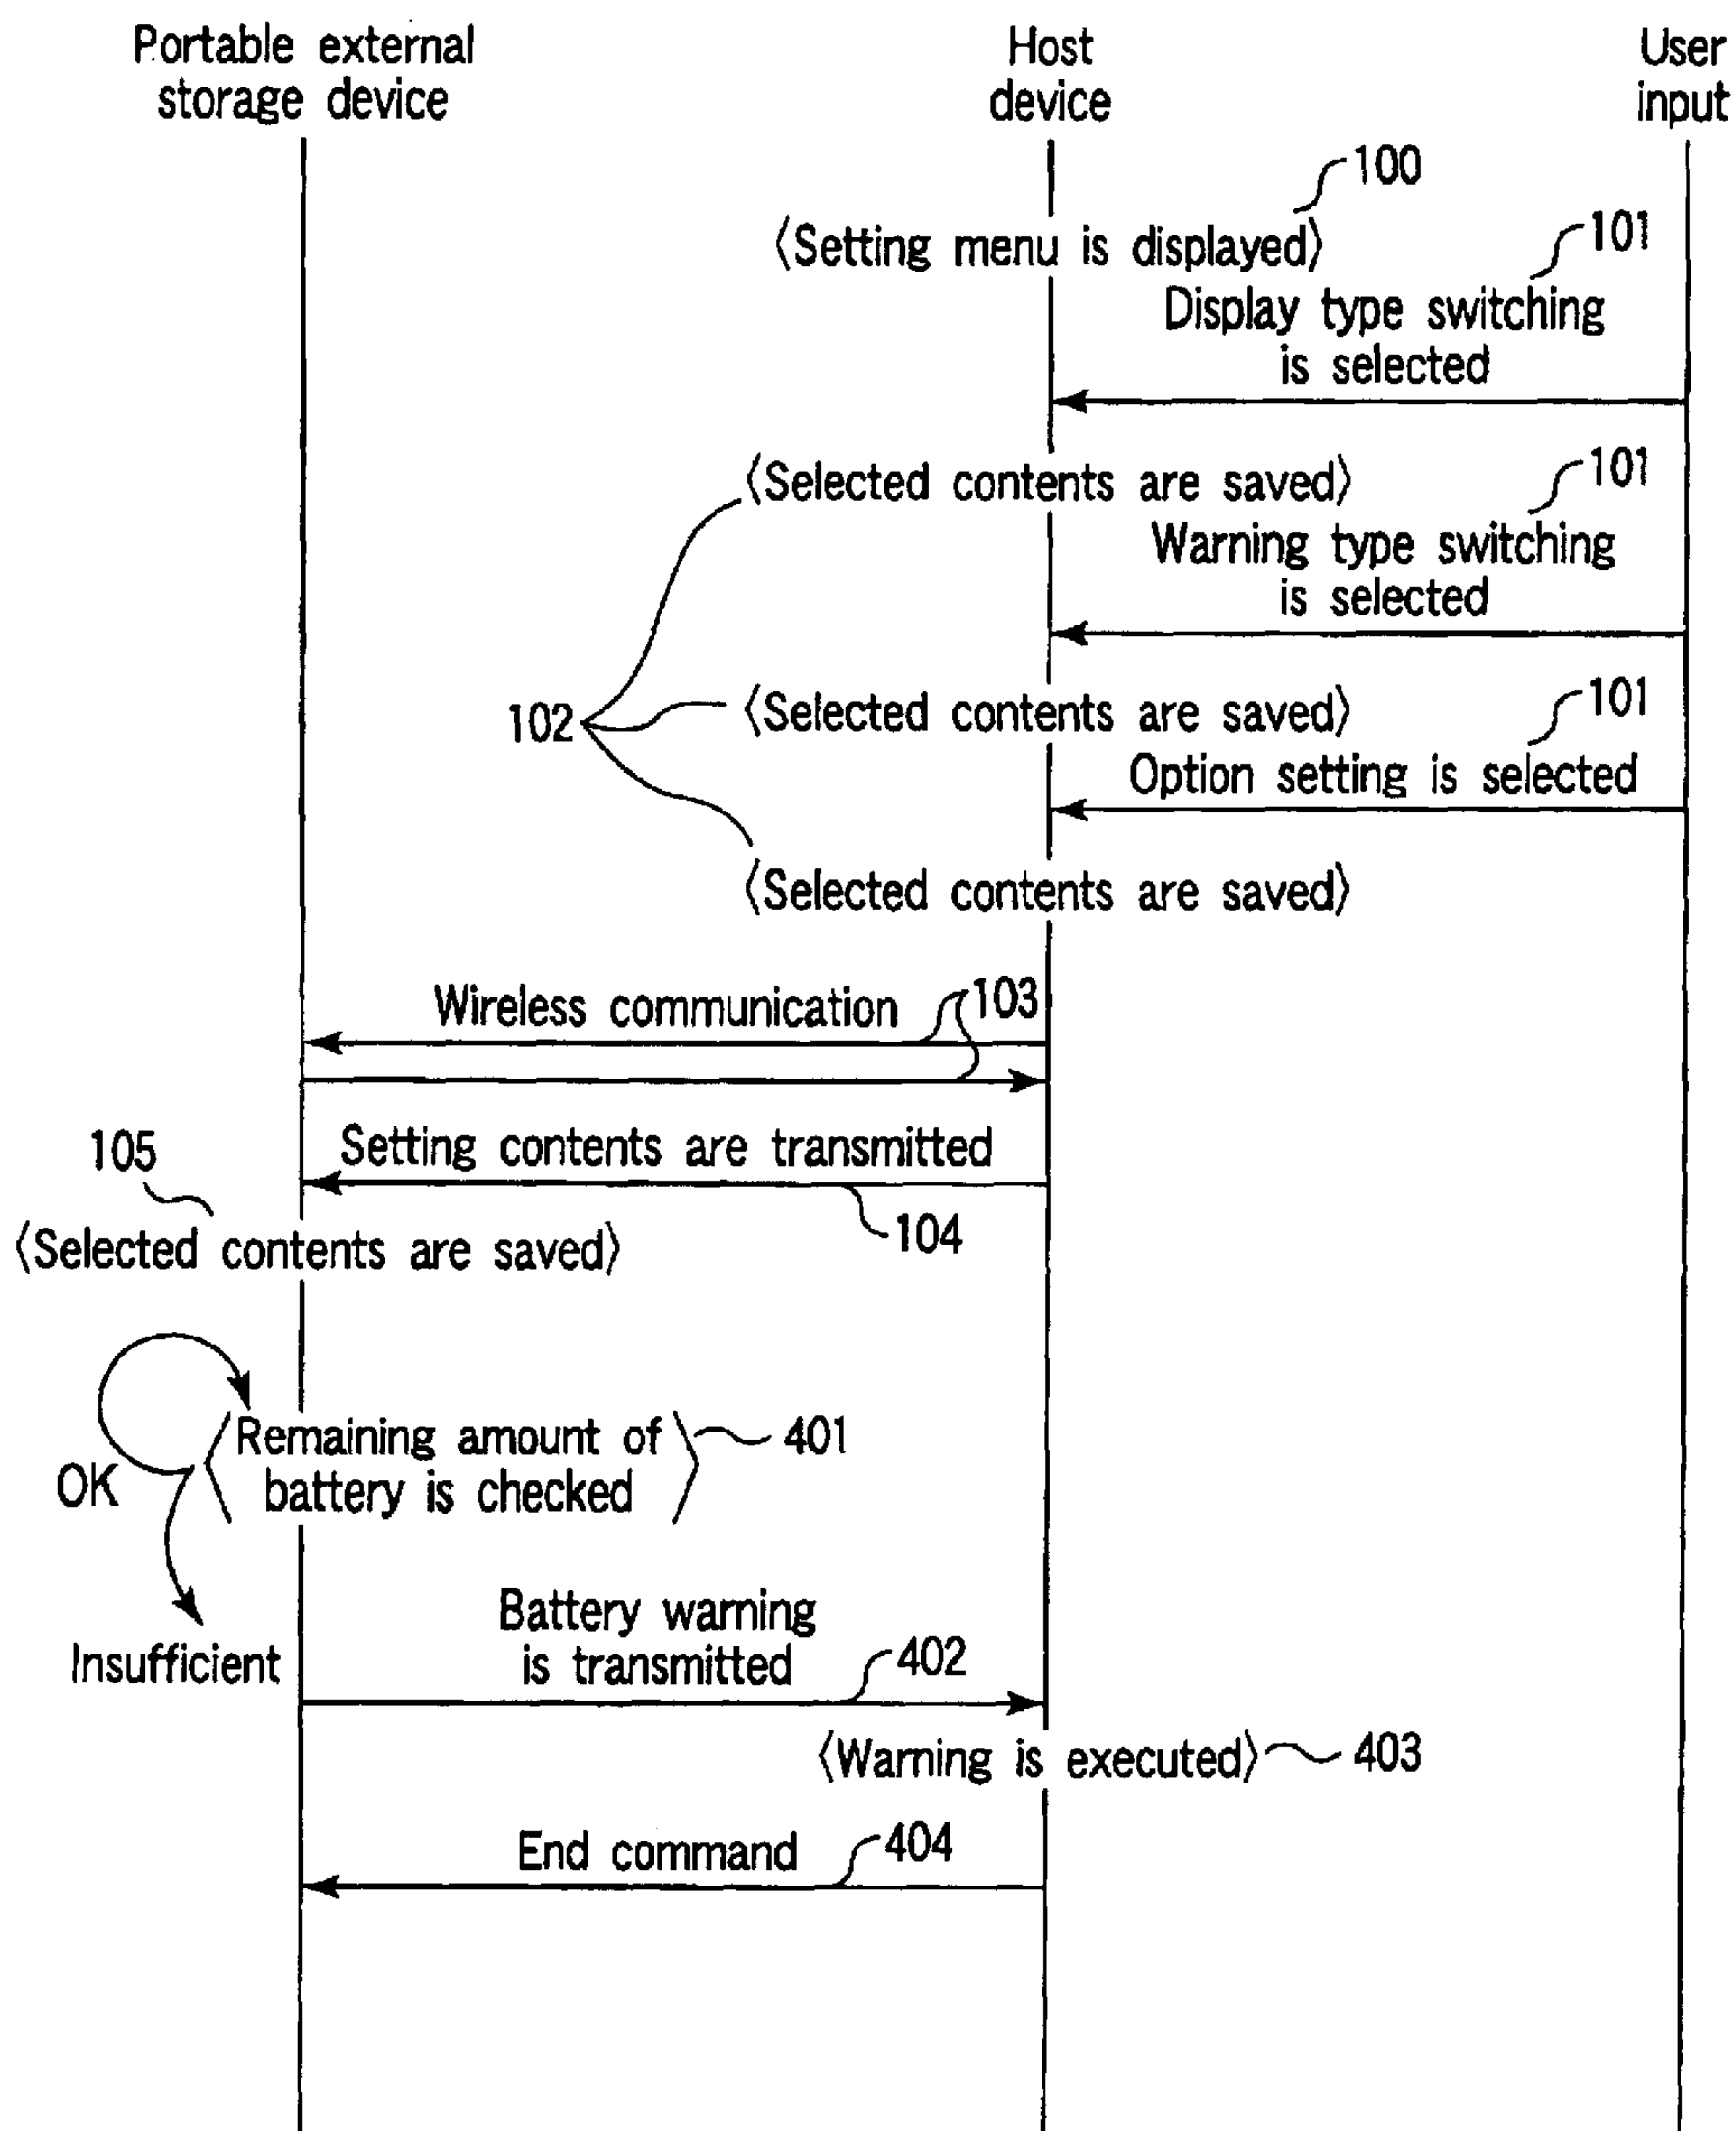 Portable external
storage device
Host
device
User
input
100
〈Setting menu is displayed〉
101
Display type switching
is selected
〈Selected contents are saved〉
101
Warning type switching
is selected
102
〈Selected contents are saved〉
101
Option setting is selected
〈Selected contents are saved〉
Wireless communication
103
105
Setting contents are transmitted
104
〈Selected contents are saved〉
〈Remaining amount of
battery is checked〉
401
OK
Insufficient
Battery warning
is transmitted
402
〈Warning is executed〉
403
End command
404